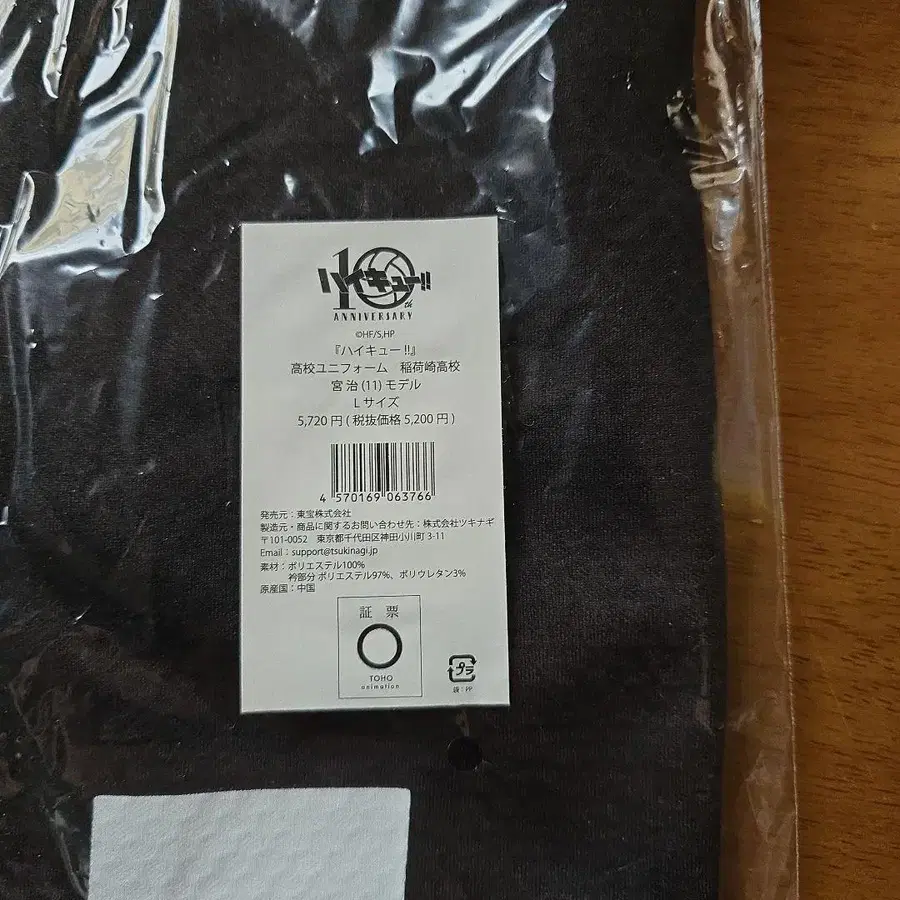 10th
ハイキュー!!
ANNIVERSARY
©HF/S,HP
『ハイキュー!!』
高校ユニフォーム　稲荷崎高校
宮 治 (11) モデル
L サイズ
5,720 円 ( 税抜価格 5,200 円 )
4 570169 063766
発売元：東宝株式会社
製造元・商品に関するお問い合わせ先：株式会社ツキナギ
〒101-0052　東京都千代田区神田小川町 3-11
Email：support@tsukinagi.jp
素材：ポリエステル100%
衿部分 ポリエステル97%、ポリウレタン3%
原産国：中国
証 票
TOHO
animation
プラ
袋：PP